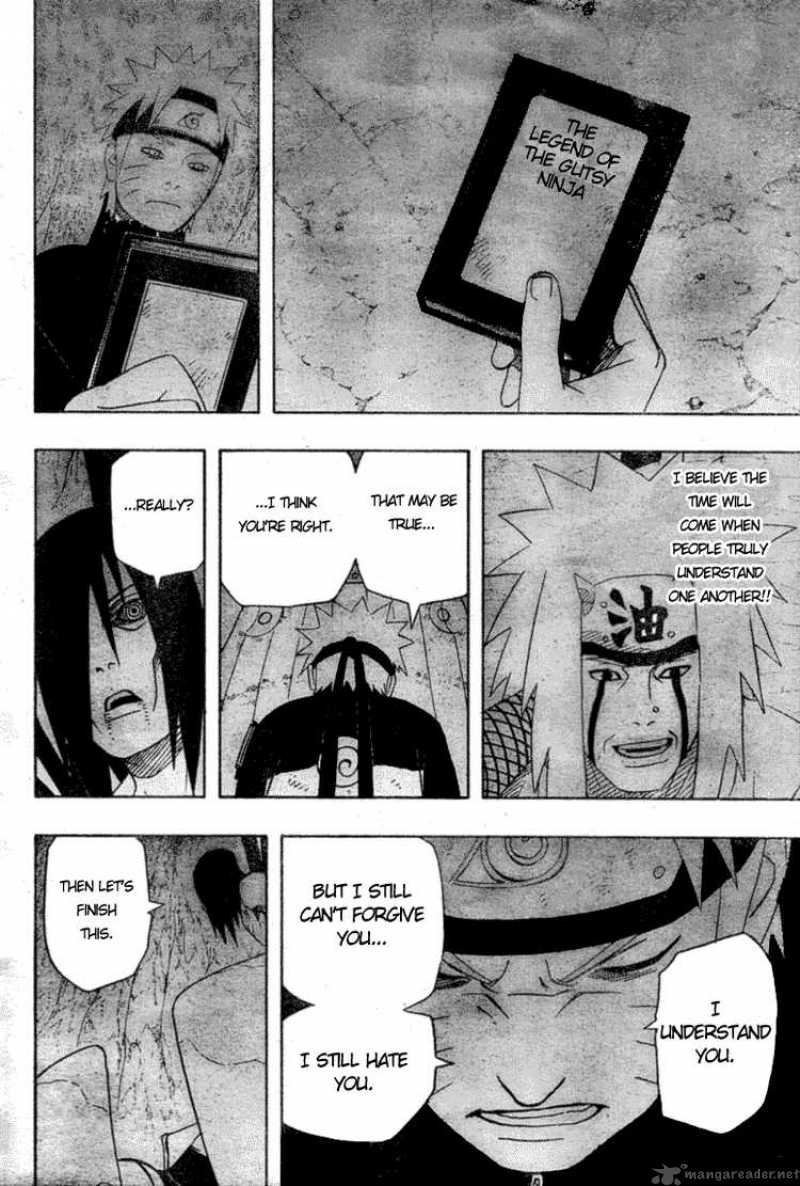 THE
LEGEND OF
THE GUTSY
NINJA
I BELIEVE THE
TIME WILL
COME WHEN
PEOPLE TRULY
UNDERSTAND
ONE ANOTHER!!
油
THAT MAY BE
TRUE...
...I THINK
YOU'RE RIGHT.
...REALLY?
I
UNDERSTAND
YOU.
BUT I STILL
CAN'T FORGIVE
YOU...
I STILL HATE
YOU.
THEN LET'S
FINISH
THIS.
mangareader.net